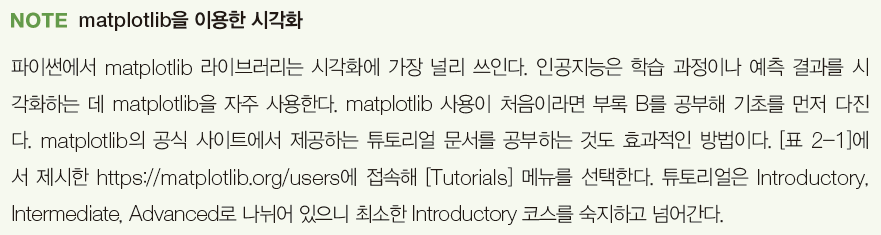 NOTE matplotlib을 이용한 시각화
파이썬에서 matplotlib 라이브러리는 시각화에 가장 널리 쓰인다. 인공지능은 학습 과정이나 예측 결과를 시
각화하는 데 matplotlib을 자주 사용한다. matplotlib 사용이 처음이라면 부록 B를 공부해 기초를 먼저 다진
다. matplotlib의 공식 사이트에서 제공하는 튜토리얼 문서를 공부하는 것도 효과적인 방법이다. [표 2-1]에
서 제시한 https://matplotlib.org/users에 접속해 [Tutorials] 메뉴를 선택한다. 튜토리얼은 Introductory,
Intermediate, Advanced로 나뉘어 있으니 최소한 Introductory 코스를 숙지하고 넘어간다.